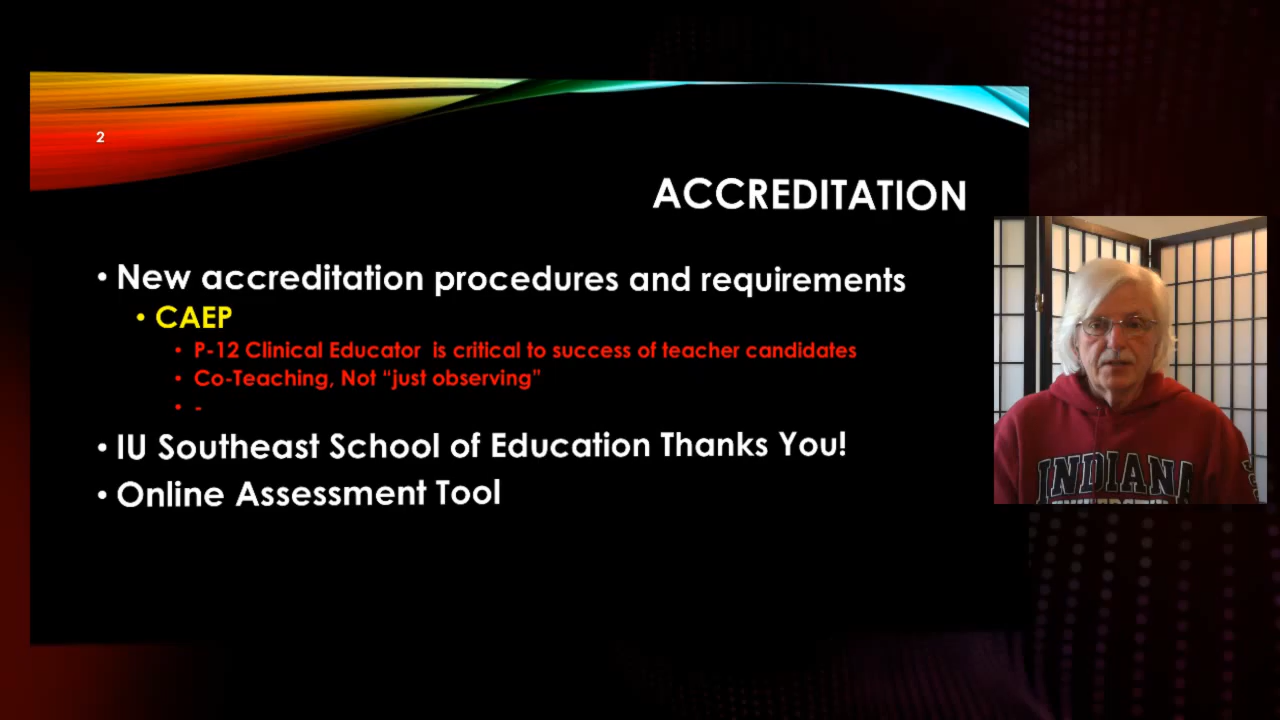 2
ACCREDITATION
• New accreditation procedures and requirements
• CAEP
• P-12 Clinical Educator is critical to success of teacher candidates
• Co-Teaching, Not “just observing”
• -
• IU Southeast School of Education Thanks You!
• Online Assessment Tool
INDIANA